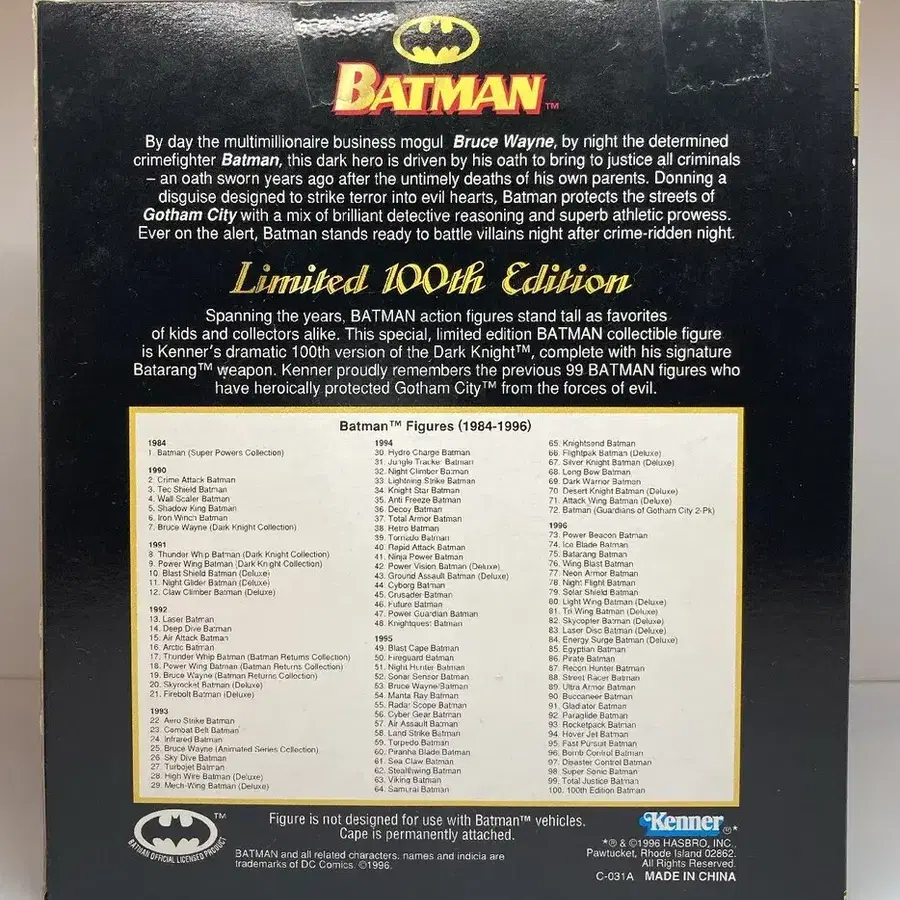 BATMAN™
By day the multimillionaire business mogul Bruce Wayne, by night the determined
crimefighter Batman, this dark hero is driven by his oath to bring to justice all criminals
– an oath sworn years ago after the untimely deaths of his own parents. Donning a
disguise designed to strike terror into evil hearts, Batman protects the streets of
Gotham City with a mix of brilliant detective reasoning and superb athletic prowess.
Ever on the alert, Batman stands ready to battle villains night after crime-ridden night.
Limited 100th Edition
Spanning the years, BATMAN action figures stand tall as favorites
of kids and collectors alike. This special, limited edition BATMAN collectible figure
is Kenner's dramatic 100th version of the Dark Knight™, complete with his signature
Batarang™ weapon. Kenner proudly remembers the previous 99 BATMAN figures who
have heroically protected Gotham City™ from the forces of evil.
Batman™ Figures (1984-1996)
1984
1. Batman (Super Powers Collection)
1990
2. Crime Attack Batman
3. Tec Shield Batman
4. Wall Scaler Batman
5. Shadow King Batman
6. Iron Winch Batman
7. Bruce Wayne (Dark Knight Collection)
1991
8. Thunder Whip Batman (Dark Knight Collection)
9. Power Wing Batman (Dark Knight Collection)
10. Blast Shield Batman (Deluxe)
11. Night Glider Batman (Deluxe)
12. Claw Climber Batman (Deluxe)
1992
13. Laser Batman
14. Deep Dive Batman
15. Air Attack Batman
16. Arctic Batman
17. Thunder Whip Batman (Batman Returns Collection)
18. Power Wing Batman (Batman Returns Collection)
19. Bruce Wayne (Batman Returns Collection)
20. Skyrocket Batman (Deluxe)
21. Firebolt Batman (Deluxe)
1993
22. Aero Strike Batman
23. Combat Belt Batman
24. Infrared Batman
25. Bruce Wayne (Animated Series Collection)
26. Sky Dive Batman
27. Turbojet Batman
28. High Wire Batman (Deluxe)
29. Mech-Wing Batman (Deluxe)
1994
30. Hydro Charge Batman
31. Jungle Tracker Batman
32. Night Climber Batman
33. Lightning Strike Batman
34. Knight Star Batman
35. Anti Freeze Batman
36. Decoy Batman
37. Total Armor Batman
38. Retro Batman
39. Tornado Batman
40. Rapid Attack Batman
41. Ninja Power Batman
42. Power Vision Batman (Deluxe)
43. Ground Assault Batman (Deluxe)
44. Cyborg Batman
45. Crusader Batman
46. Future Batman
47. Power Guardian Batman
48. Knightquest Batman
1995
49. Blast Cape Batman
50. Fireguard Batman
51. Night Hunter Batman
52. Sonar Sensor Batman
53. Bruce Wayne/Batman
54. Manta Ray Batman
55. Radar Scope Batman
56. Cyber Gear Batman
57. Air Assault Batman
58. Land Strike Batman
59. Torpedo Batman
60. Piranha Blade Batman
61. Sea Claw Batman
62. Stealthwing Batman
63. Viking Batman
64. Samurai Batman
65. Knightsend Batman
66. Flightpak Batman (Deluxe)
67. Silver Knight Batman (Deluxe)
68. Long Bow Batman
69. Dark Warrior Batman
70. Desert Knight Batman (Deluxe)
71. Attack Wing Batman (Deluxe)
72. Batman (Guardians of Gotham City 2-Pk)
1996
73. Power Beacon Batman
74. Ice Blade Batman
75. Batarang Batman
76. Wing Blast Batman
77. Neon Armor Batman
78. Night Flight Batman
79. Solar Shield Batman
80. Light Wing Batman (Deluxe)
81. Tri Wing Batman (Deluxe)
82. Skycopter Batman (Deluxe)
83. Laser Disc Batman (Deluxe)
84. Energy Surge Batman (Deluxe)
85. Egyptian Batman
86. Pirate Batman
87. Recon Hunter Batman
88. Street Racer Batman
89. Ultra Armor Batman
90. Buccaneer Batman
91. Gladiator Batman
92. Paraglide Batman
93. Rocketpack Batman
94. Hover Jet Batman
95. Fast Pursuit Batman
96. Bomb Control Batman
97. Disaster Control Batman
98. Super Sonic Batman
99. Total Justice Batman
100. 100th Edition Batman
TM
BATMAN OFFICIAL LICENSED PRODUCT
Figure is not designed for use with Batman™ vehicles.
Cape is permanently attached.
BATMAN and all related characters, names and indicia are
trademarks of DC Comics. ©1996.
Kenner®*
*® & ©1996 HASBRO, INC.,
Pawtucket, Rhode Island 02862.
All Rights Reserved.
C-031A MADE IN CHINA